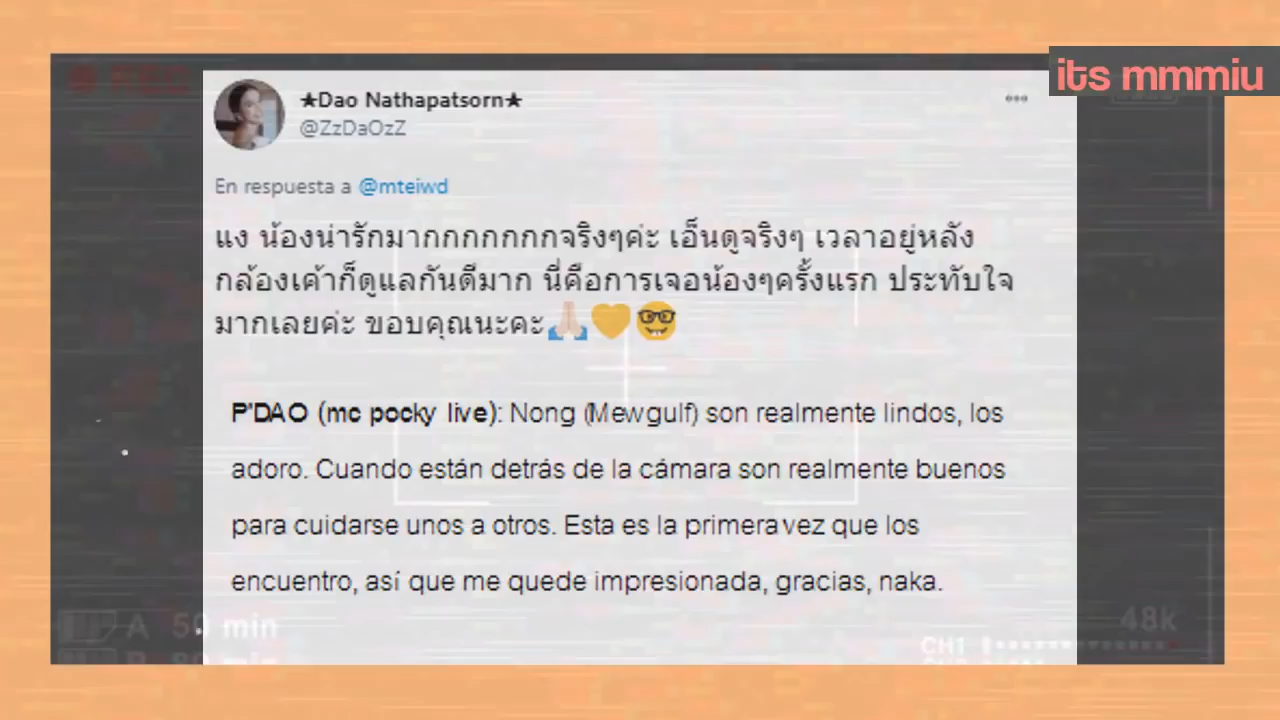 its mmmiu
REC
★Dao Nathapatsorn★
@ZzDaOzZ
En respuesta a @mteiwd
แง น้องน่ารักมากกกกกกกจริงๆค่ะ เอ็นดูจริงๆ เวลาอยู่หลัง
กล้องเค้าก็ดูแลกันดีมาก นี่คือการเจอน้องๆครั้งแรก ประทับใจ
มากเลยค่ะ ขอบคุณนะคะ🙏🏻💛🤓
P'DAO (mc pocky live): Nong (Mewgulf) son realmente lindos, los
adoro. Cuando están detrás de la cámara son realmente buenos
para cuidarse unos a otros. Esta es la primera vez que los
encuentro, así que me quede impresionada, gracias, naka.
A 50 min
48k
CH1